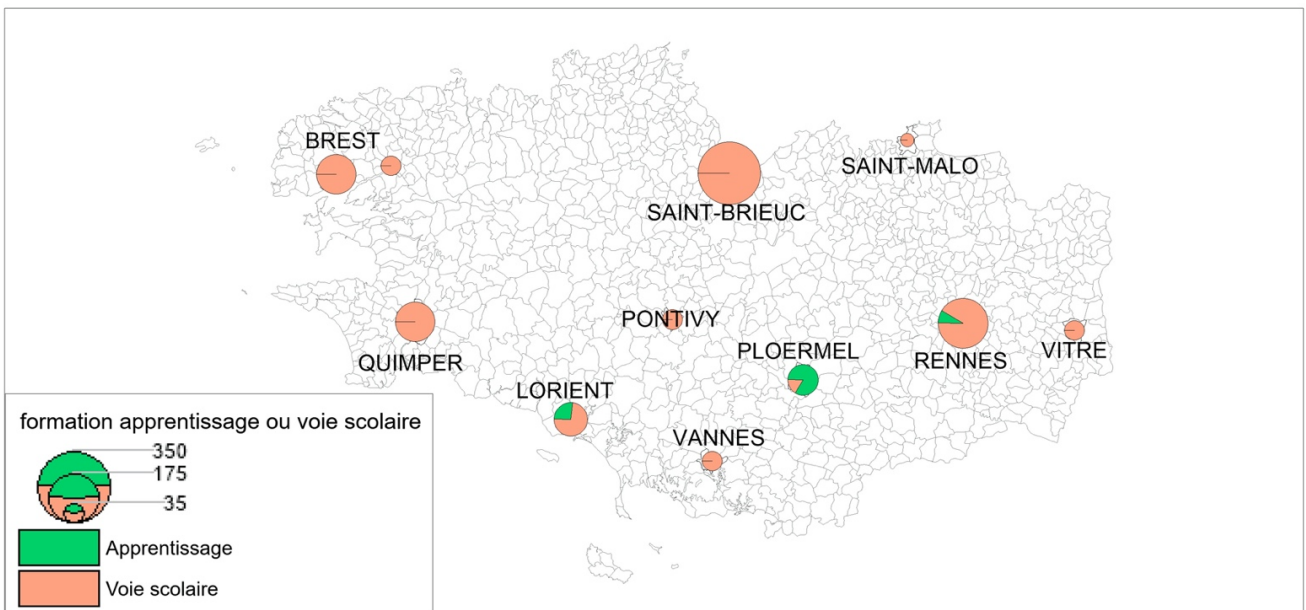 BREST
SAINT-MALO
SAINT-BRIEUC
PONTIVY
QUIMPER
PLOERMEL
RENNES
VITRE
LORIENT
VANNES
formation apprentissage ou voie scolaire
350
175
35
Apprentissage
Voie scolaire